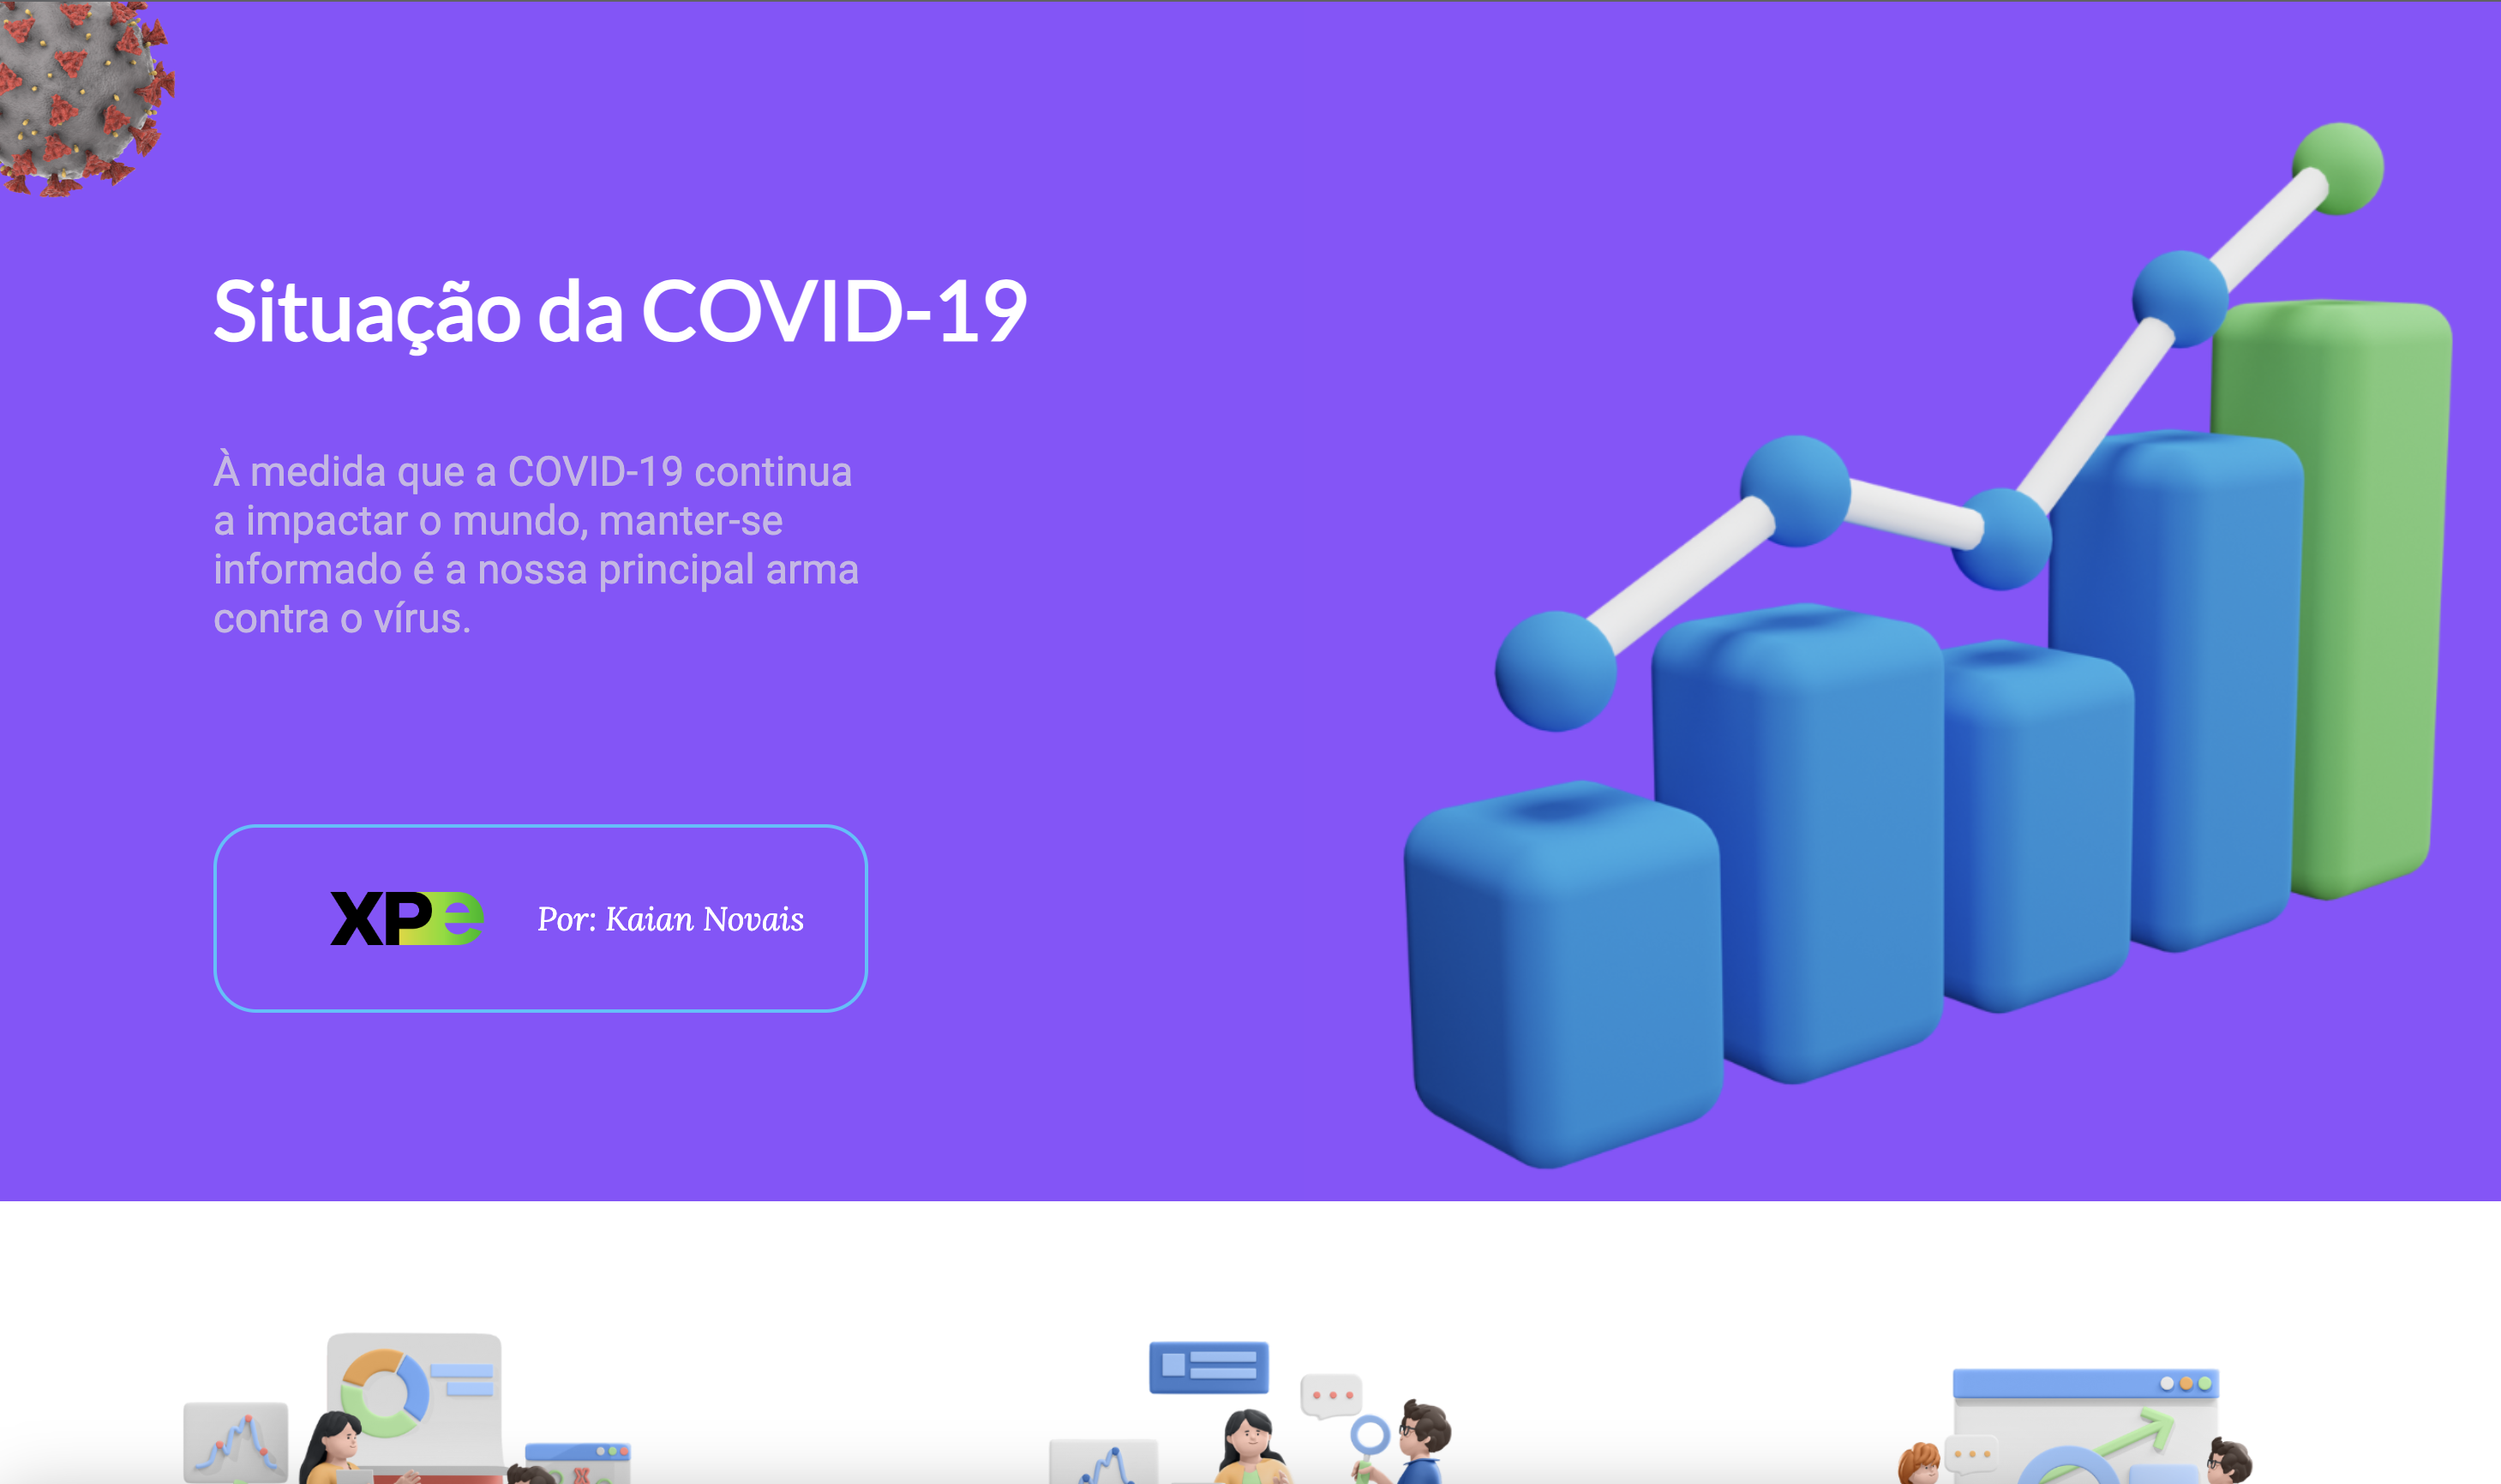 Situação da COVID-19
À medida que a COVID-19 continua
a impactar o mundo, manter-se
informado é a nossa principal arma
contra o vírus.
XPe
Por: Kaian Novais